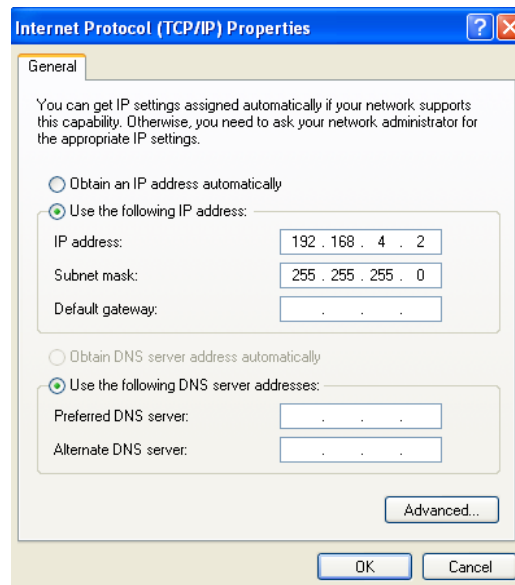 Internet Protocol (TCP/IP) Properties
General
You can get IP settings assigned automatically if your network supports
this capability. Otherwise, you need to ask your network administrator for
the appropriate IP settings.
Obtain an IP address automatically
Use the following IP address:
IP address: 192 . 168 . 4 . 2
Subnet mask: 255 . 255 . 255 . 0
Default gateway: . . .
Obtain DNS server address automatically
Use the following DNS server addresses:
Preferred DNS server: . . .
Alternate DNS server: . . .
Advanced...
OK Cancel